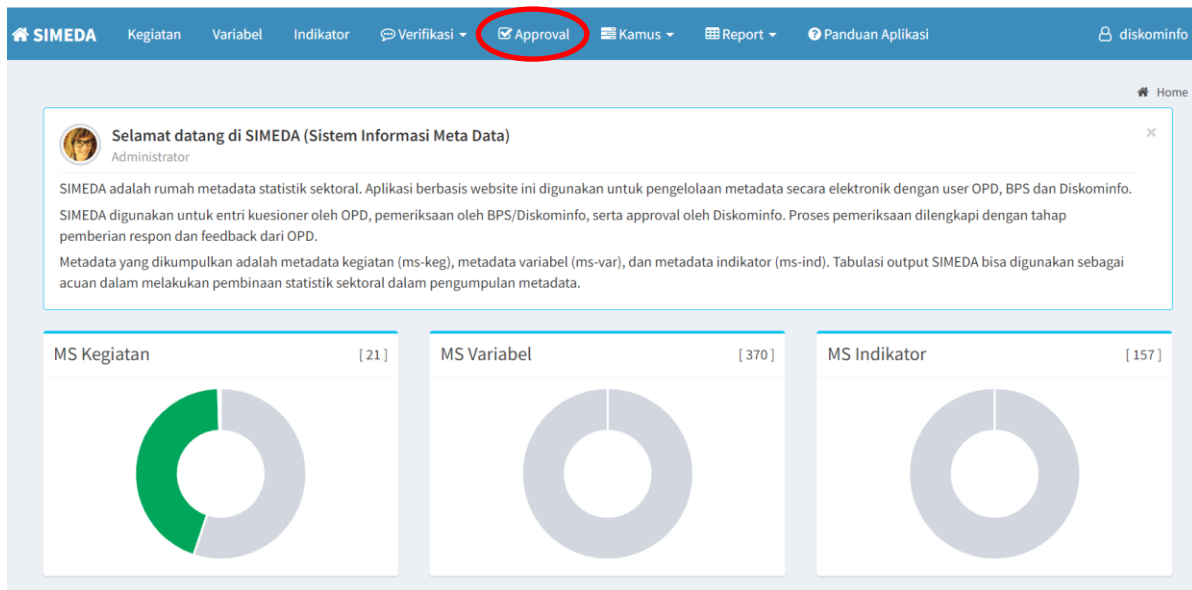 SIMEDA Kegiatan Variabel Indikator Verifikasi Approval Kamus Report Panduan Aplikasi diskominfo
Home
Selamat datang di SIMEDA (Sistem Informasi Meta Data) ×
Administrator
SIMEDA adalah rumah metadata statistik sektoral. Aplikasi berbasis website ini digunakan untuk pengelolaan metadata secara elektronik dengan user OPD, BPS dan Diskominfo.
SIMEDA digunakan untuk entri kuesioner oleh OPD, pemeriksaan oleh BPS/Diskominfo, serta approval oleh Diskominfo. Proses pemeriksaan dilengkapi dengan tahap
pemberian respon dan feedback dari OPD.
Metadata yang dikumpulkan adalah metadata kegiatan (ms-keg), metadata variabel (ms-var), dan metadata indikator (ms-ind). Tabulasi output SIMEDA bisa digunakan sebagai
acuan dalam melakukan pembinaan statistik sektoral dalam pengumpulan metadata.
MS Kegiatan [ 21 ]
MS Variabel [ 370 ]
MS Indikator [ 157 ]